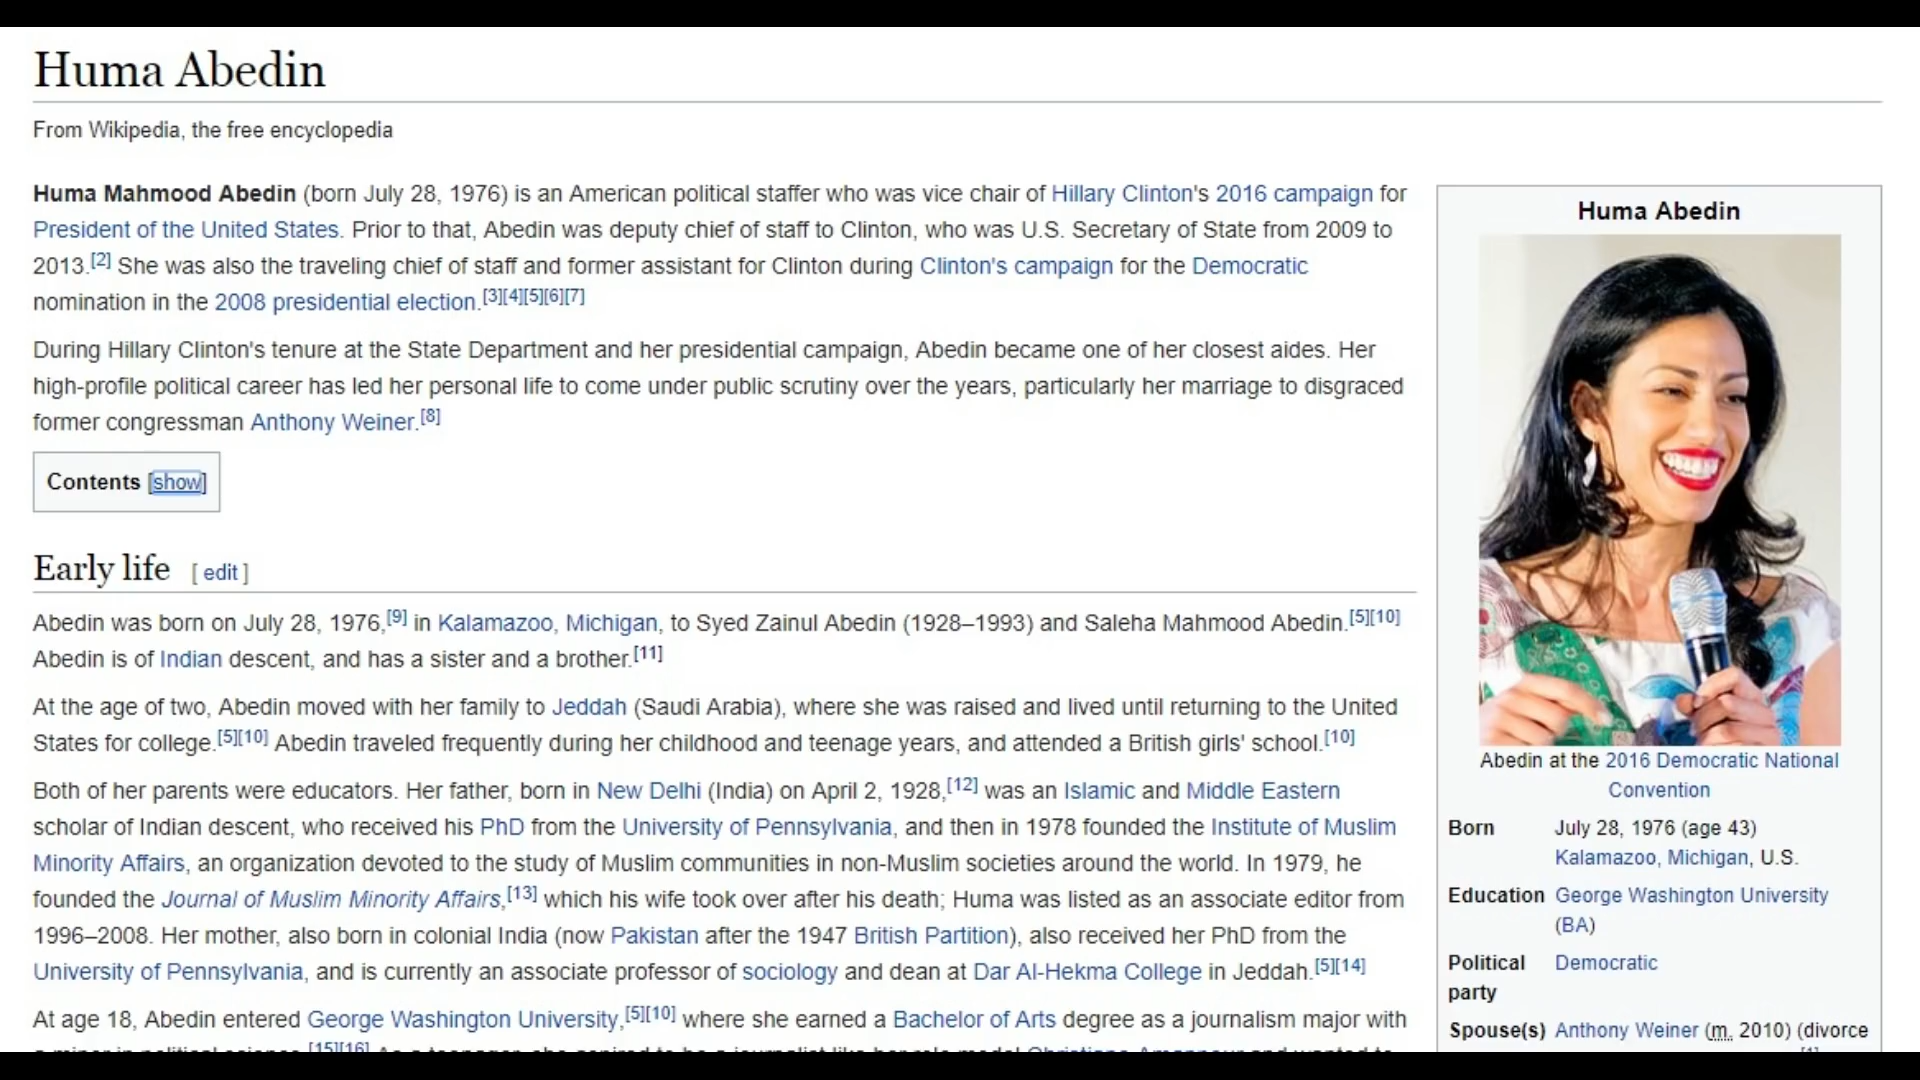 Huma Abedin
From Wikipedia, the free encyclopedia
Huma Mahmood Abedin (born July 28, 1976) is an American political staffer who was vice chair of Hillary Clinton's 2016 campaign for
President of the United States. Prior to that, Abedin was deputy chief of staff to Clinton, who was U.S. Secretary of State from 2009 to
2013.[2] She was also the traveling chief of staff and former assistant for Clinton during Clinton's campaign for the Democratic
nomination in the 2008 presidential election.[3][4][5][6][7]
During Hillary Clinton's tenure at the State Department and her presidential campaign, Abedin became one of her closest aides. Her
high-profile political career has led her personal life to come under public scrutiny over the years, particularly her marriage to disgraced
former congressman Anthony Weiner.[8]
Contents [show]
Early life [ edit ]
Abedin was born on July 28, 1976,[9] in Kalamazoo, Michigan, to Syed Zainul Abedin (1928–1993) and Saleha Mahmood Abedin.[5][10]
Abedin is of Indian descent, and has a sister and a brother.[11]
At the age of two, Abedin moved with her family to Jeddah (Saudi Arabia), where she was raised and lived until returning to the United
States for college.[5][10] Abedin traveled frequently during her childhood and teenage years, and attended a British girls' school.[10]
Both of her parents were educators. Her father, born in New Delhi (India) on April 2, 1928,[12] was an Islamic and Middle Eastern
scholar of Indian descent, who received his PhD from the University of Pennsylvania, and then in 1978 founded the Institute of Muslim
Minority Affairs, an organization devoted to the study of Muslim communities in non-Muslim societies around the world. In 1979, he
founded the Journal of Muslim Minority Affairs,[13] which his wife took over after his death; Huma was listed as an associate editor from
1996–2008. Her mother, also born in colonial India (now Pakistan after the 1947 British Partition), also received her PhD from the
University of Pennsylvania, and is currently an associate professor of sociology and dean at Dar Al-Hekma College in Jeddah.[5][14]
At age 18, Abedin entered George Washington University,[5][10] where she earned a Bachelor of Arts degree as a journalism major with
Huma Abedin
Abedin at the 2016 Democratic National
Convention
Born July 28, 1976 (age 43)
Kalamazoo, Michigan, U.S.
Education George Washington University
(BA)
Political Democratic
party
Spouse(s) Anthony Weiner (m. 2010) (divorce